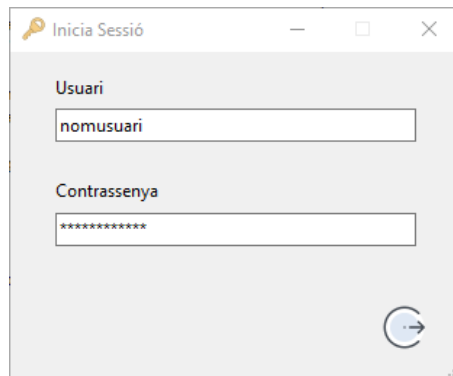 Inicia Sessió
Usuari
nomusuari
Contrassenya
************